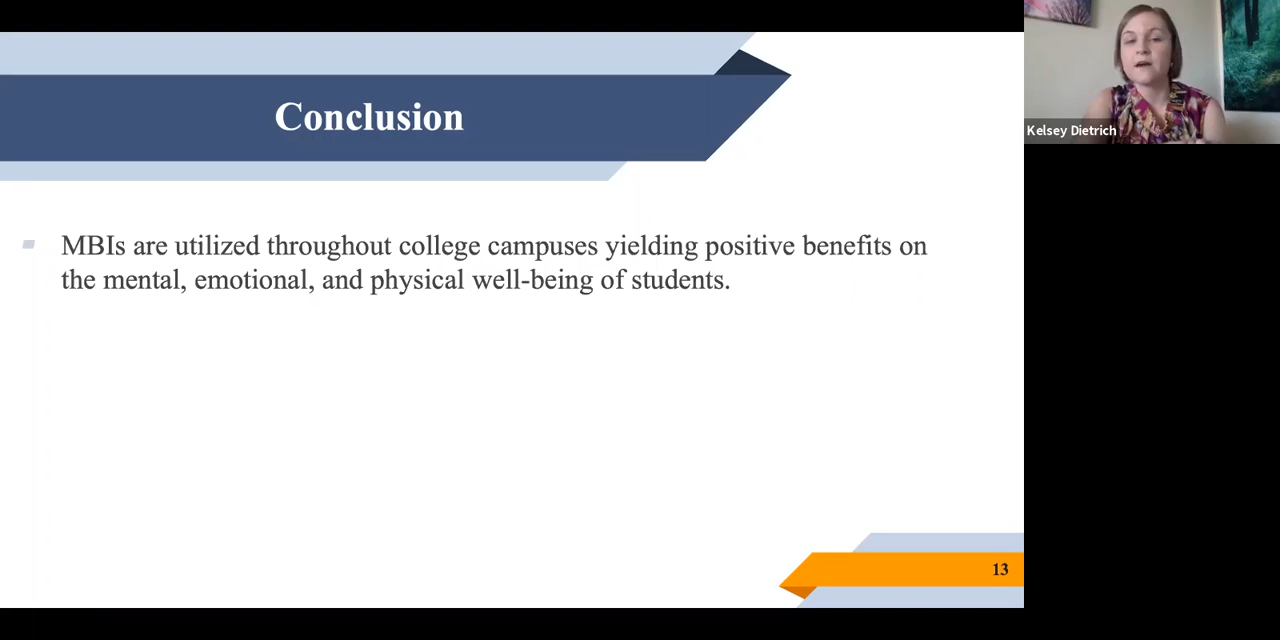 Conclusion
MBIs are utilized throughout college campuses yielding positive benefits on
the mental, emotional, and physical well-being of students.
13
Kelsey Dietrich